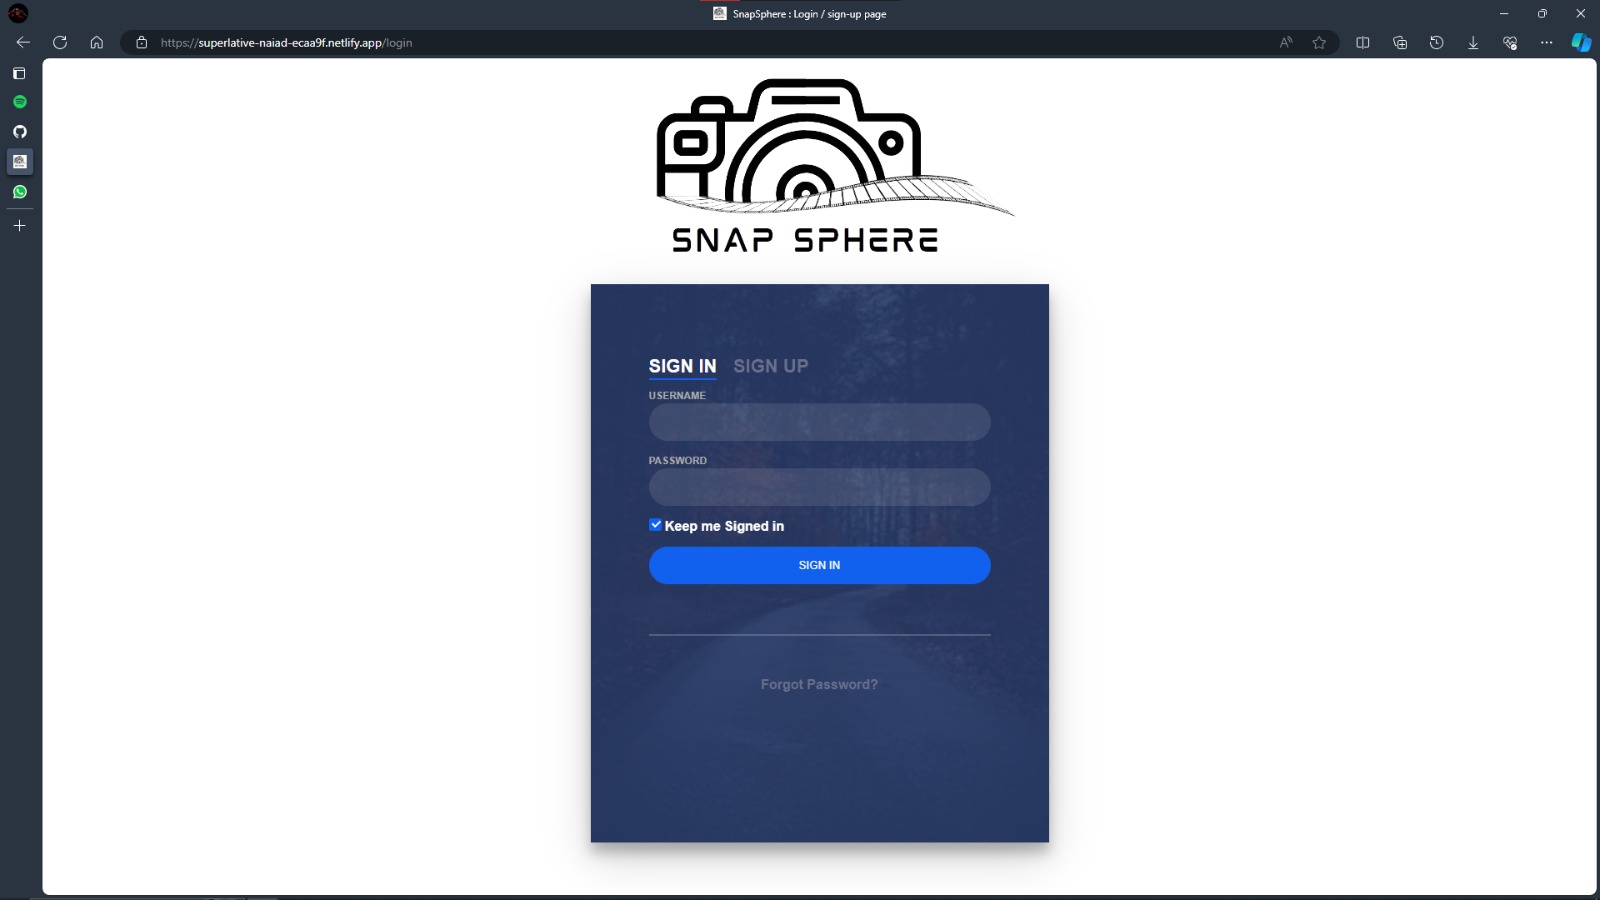 SnapSphere : Login / sign-up page
https://superlative-naiad-ecaa9f.netlify.app/login
SNAP SPHERE
SIGN IN SIGN UP
USERNAME
PASSWORD
Keep me Signed in
SIGN IN
Forgot Password?